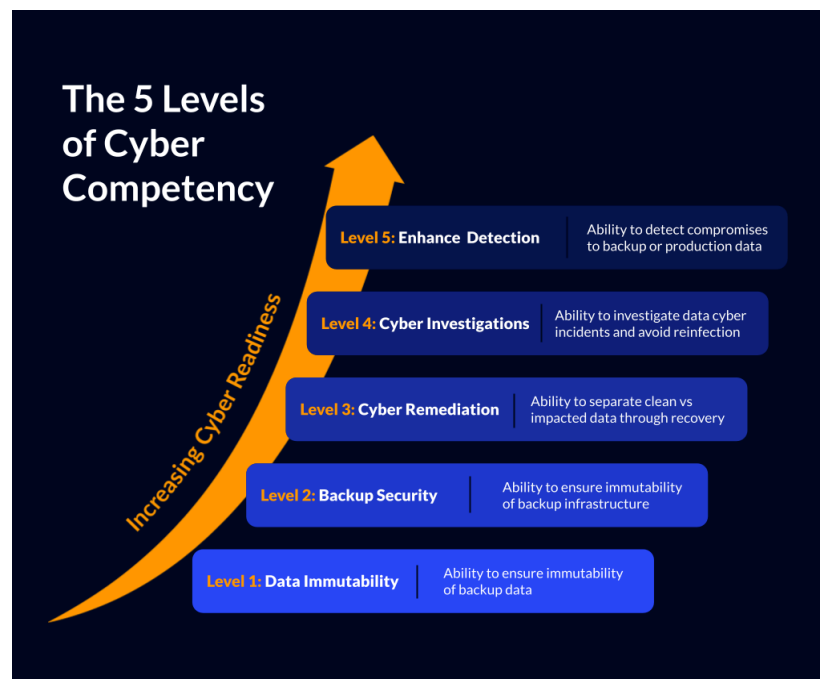 The 5 Levels
of Cyber
Competency
Increasing Cyber Readiness
Level 5: Enhance Detection
Ability to detect compromises
to backup or production data
Level 4: Cyber Investigations
Ability to investigate data cyber
incidents and avoid reinfection
Level 3: Cyber Remediation
Ability to separate clean vs
impacted data through recovery
Level 2: Backup Security
Ability to ensure immutability
of backup infrastructure
Level 1: Data Immutability
Ability to ensure immutability
of backup data